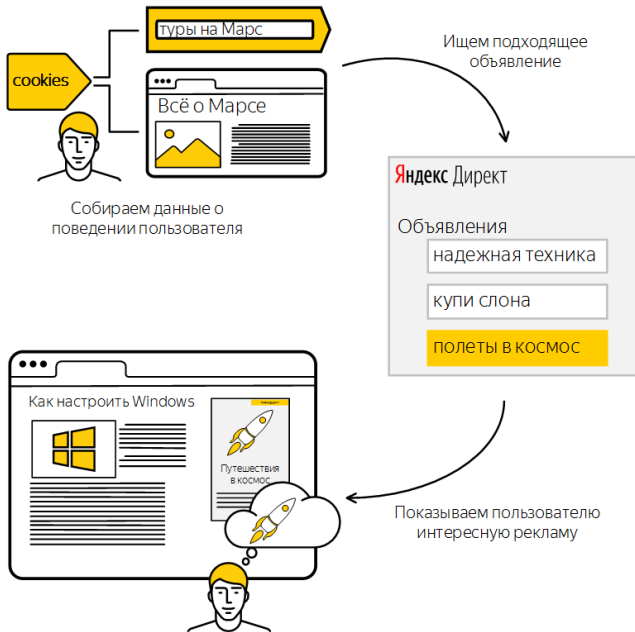 туры на Марс
cookies
Всё о Марсе
Собираем данные о
поведении пользователя
Ищем подходящее
объявление
Яндекс Директ
Объявления
надежная техника
купи слона
полеты в космос
Показываем пользователю
интересную рекламу
Как настроить Windows
Путешествия
в космос